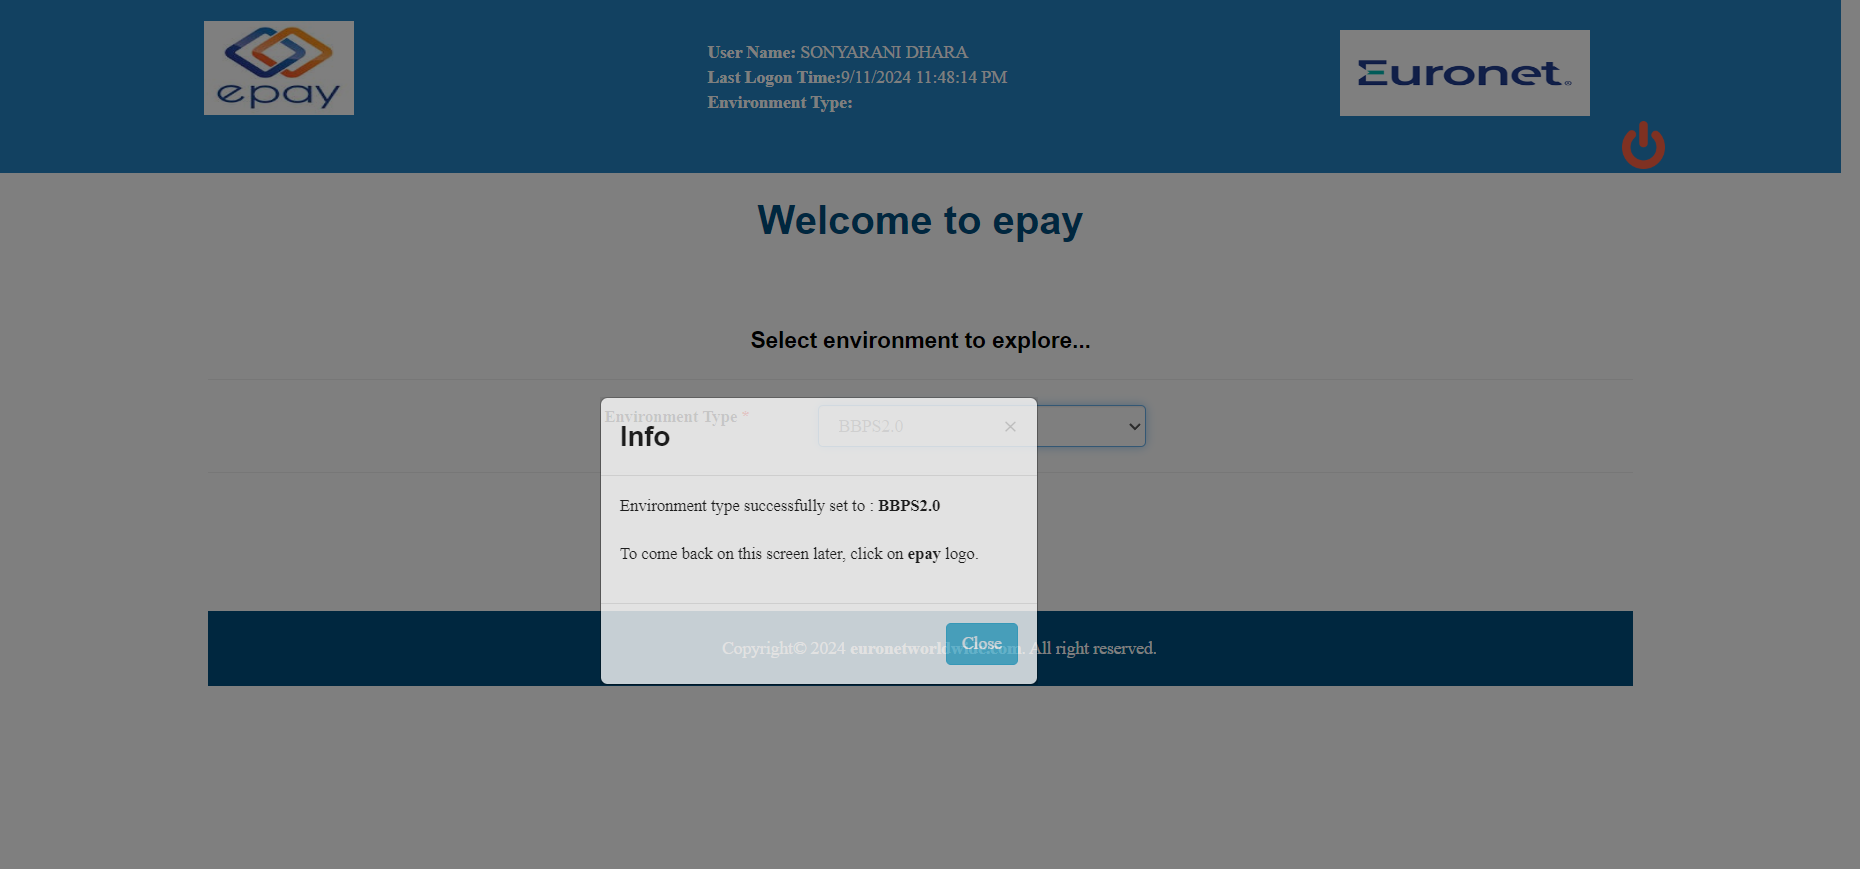 epay
User Name: SONYARANI DHARA
Last Logon Time:9/11/2024 11:48:14 PM
Environment Type:
Euronet®
Welcome to epay
Select environment to explore...
Environment Type *
BBPS2.0
×
Info
Environment type successfully set to : BBPS2.0
To come back on this screen later, click on epay logo.
Close
Copyright© 2024 euronetworldwide.com. All right reserved.